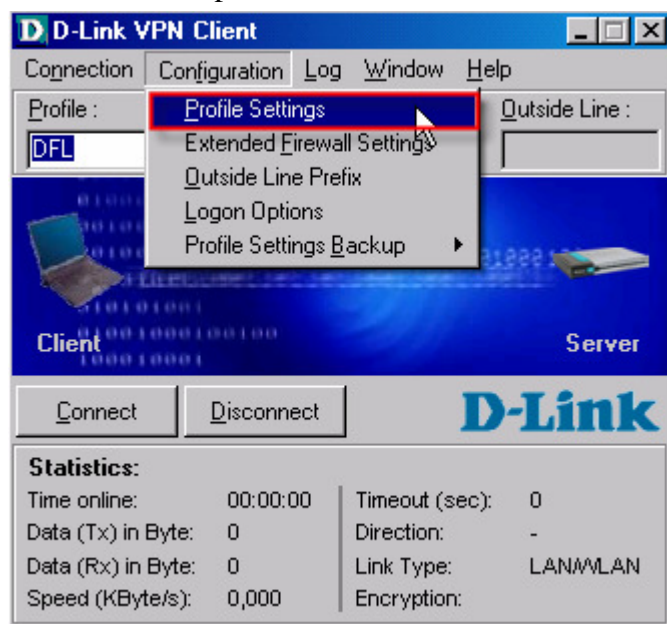 D-Link VPN Client
Connection Configuration Log Window Help
Profile :
Outside Line :
DFL
Profile Settings
Extended Firewall Settings
Outside Line Prefix
Logon Options
Profile Settings Backup
Client
Server
Connect Disconnect D-Link
Statistics:
Time online: 00:00:00 Timeout (sec): 0
Data (Tx) in Byte: 0 Direction: -
Data (Rx) in Byte: 0 Link Type: LAN/WLAN
Speed (KByte/s): 0,000 Encryption: